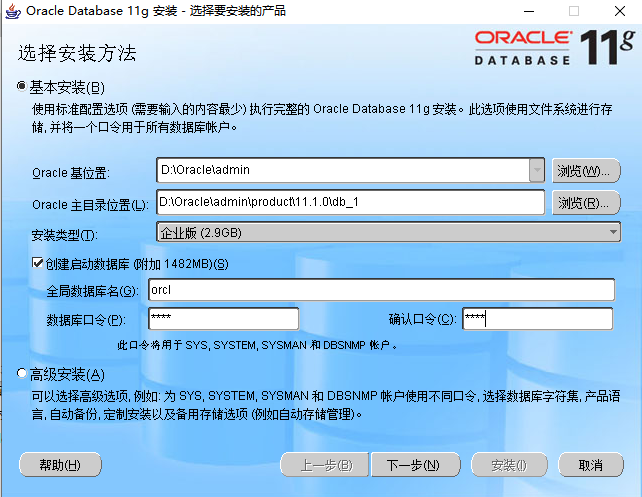 Oracle Database 11g 安装 - 选择要安装的产品
选择安装方法
ORACLE
DATABASE 11g
基本安装(B)
使用标准配置选项 (需要输入的内容最少) 执行完整的 Oracle Database 11g 安装。此选项使用文件系统进行存
储, 并将一个口令用于所有数据库帐户。
Oracle 基位置: D:\Oracle\admin 浏览(W)...
Oracle 主目录位置(L): D:\Oracle\admin\product\11.1.0\db_1 浏览(R)...
安装类型(T): 企业版 (2.9GB)
创建启动数据库 (附加 1482MB)(S)
全局数据库名(G): orcl
数据库口令(P): **** 确认口令(C): ****
此口令将用于 SYS, SYSTEM, SYSMAN 和 DBSNMP 帐户。
高级安装(A)
可以选择高级选项, 例如: 为 SYS, SYSTEM, SYSMAN 和 DBSNMP 帐户使用不同口令, 选择数据库字符集, 产品语
言, 自动备份, 定制安装以及备用存储选项 (例如自动存储管理)。
帮助(H) 上一步(B) 下一步(N) 安装(I) 取消